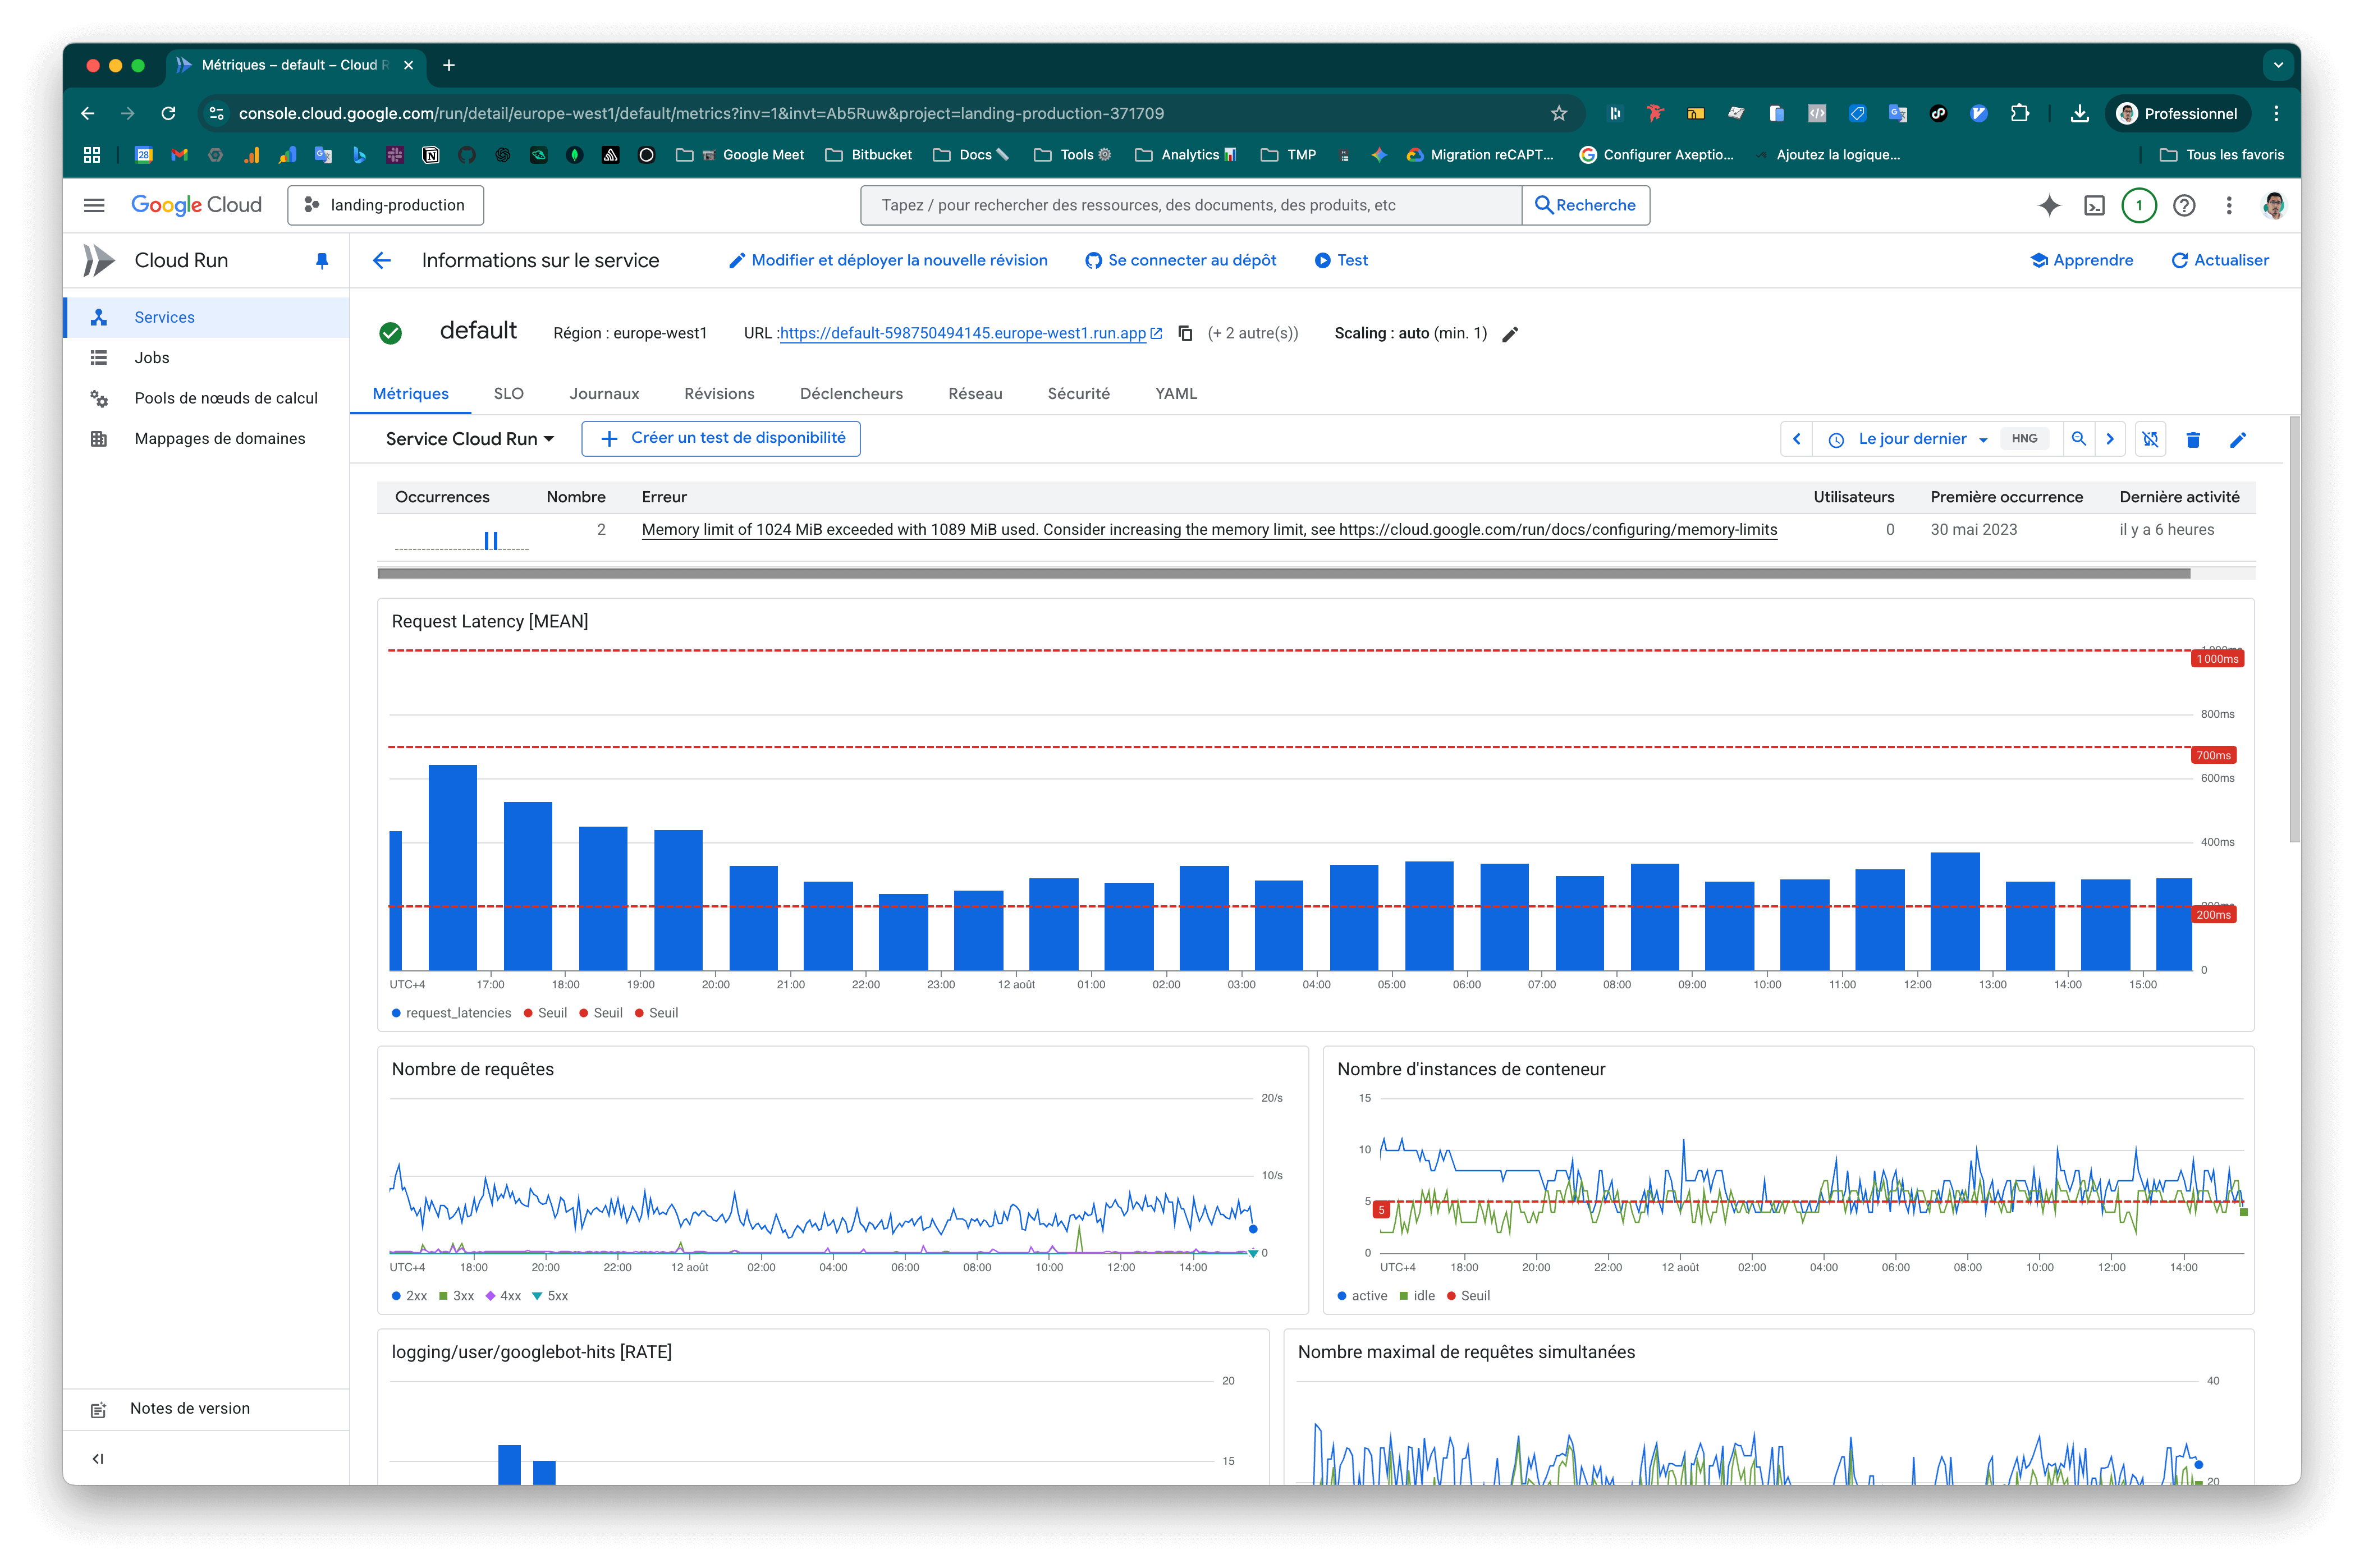 Métriques – default – Cloud R
console.cloud.google.com/run/detail/europe-west1/default/metrics?inv=1&invt=Ab5Ruw&project=landing-production-371709
Professionnel
28
Google Meet
Bitbucket
Docs
Tools
Analytics
TMP
Migration reCAPT...
Configurer Axeptio...
Ajoutez la logique...
Tous les favoris
Google Cloud
landing-production
Tapez / pour rechercher des ressources, des documents, des produits, etc
Recherche
1
Cloud Run
Informations sur le service
Modifier et déployer la nouvelle révision
Se connecter au dépôt
Test
Apprendre
Actualiser
Services
Jobs
Pools de nœuds de calcul
Mappages de domaines
Notes de version
default
Région : europe-west1
URL :https://default-598750494145.europe-west1.run.app
(+ 2 autre(s))
Scaling : auto (min. 1)
Métriques SLO Journaux Révisions Déclencheurs Réseau Sécurité YAML
Service Cloud Run
Créer un test de disponibilité
Le jour dernier
HNG
Occurrences Nombre Erreur Utilisateurs Première occurrence Dernière activité
2 Memory limit of 1024 MiB exceeded with 1089 MiB used. Consider increasing the memory limit, see https://cloud.google.com/run/docs/configuring/memory-limits 0 30 mai 2023 il y a 6 heures
Request Latency [MEAN]
1 000ms
1 000ms
800ms
700ms
600ms
400ms
200ms
200ms
0
UTC+4 17:00 18:00 19:00 20:00 21:00 22:00 23:00 12 août 01:00 02:00 03:00 04:00 05:00 06:00 07:00 08:00 09:00 10:00 11:00 12:00 13:00 14:00 15:00
request_latencies Seuil Seuil Seuil
Nombre de requêtes
20/s
10/s
0
UTC+4 18:00 20:00 22:00 12 août 02:00 04:00 06:00 08:00 10:00 12:00 14:00
2xx 3xx 4xx 5xx
Nombre d'instances de conteneur
15
10
5
5
0
UTC+4 18:00 20:00 22:00 12 août 02:00 04:00 06:00 08:00 10:00 12:00 14:00
active idle Seuil
logging/user/googlebot-hits [RATE]
20
15
Nombre maximal de requêtes simultanées
40
20